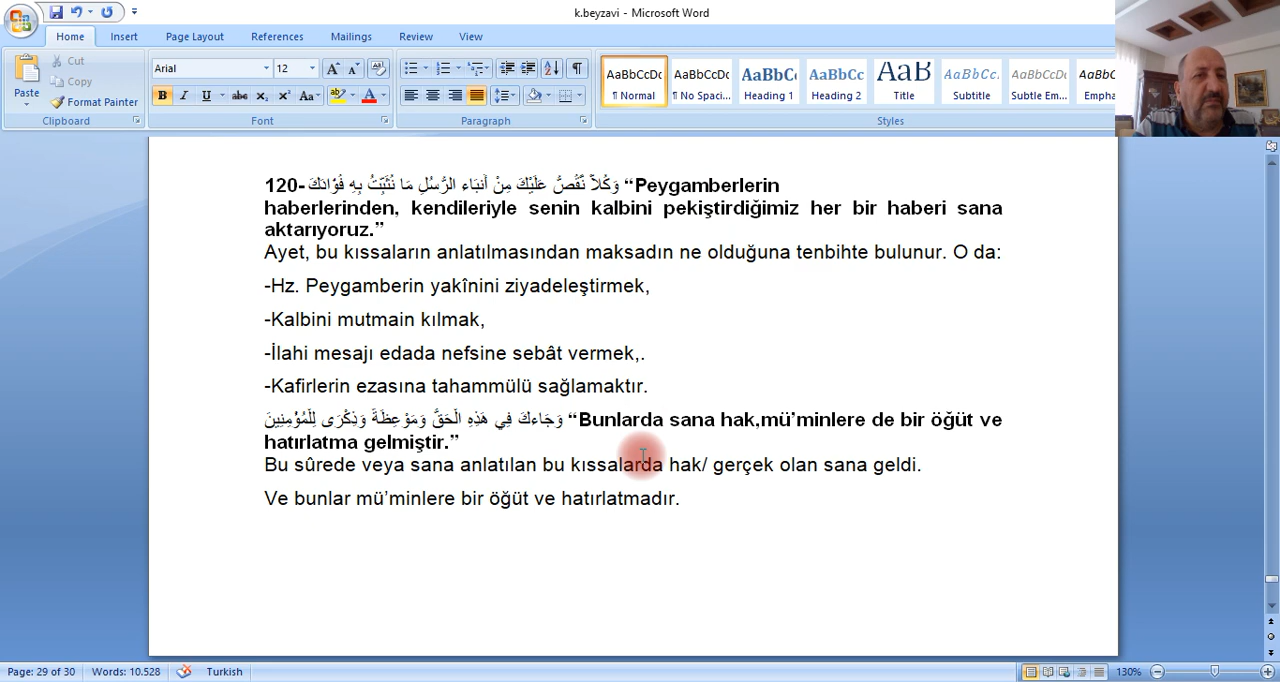 k.beyzavi - Microsoft Word
Home Insert Page Layout References Mailings Review View
Paste
Cut
Copy
Format Painter
Clipboard
Arial 12
Font
Paragraph
AaBbCcDc AaBbCcDc AaBbC AaBbCc AaB AaBbCc. AaBbCcDc AaBbC
¶ Normal ¶ No Spaci... Heading 1 Heading 2 Title Subtitle Subtle Em... Empha
Styles
120- وَكُلاًّ نَّقُصُّ عَلَيْكَ مِنْ أَنبَاء الرُّسُلِ مَا نُثَبِّتُ بِهِ فُؤَادَكَ “Peygamberlerin
haberlerinden, kendileriyle senin kalbini pekiştirdiğimiz her bir haberi sana
aktarıyoruz.”
Ayet, bu kıssaların anlatılmasından maksadın ne olduğuna tenbihte bulunur. O da:
-Hz. Peygamberin yakînini ziyadeleştirmek,
-Kalbini mutmain kılmak,
-İlahi mesajı edada nefsine sebât vermek,.
-Kafirlerin ezasına tahammülü sağlamaktır.
وَجَاءكَ فِي هَذِهِ الْحَقُّ وَمَوْعِظَةٌ وَذِكْرَى لِلْمُؤْمِنِينَ “Bunlarda sana hak,mü’minlere de bir öğüt ve
hatırlatma gelmiştir.”
Bu sûrede veya sana anlatılan bu kıssalarda hak/ gerçek olan sana geldi.
Ve bunlar mü’minlere bir öğüt ve hatırlatmadır.
Page: 29 of 30 Words: 10.528 Turkish 130%